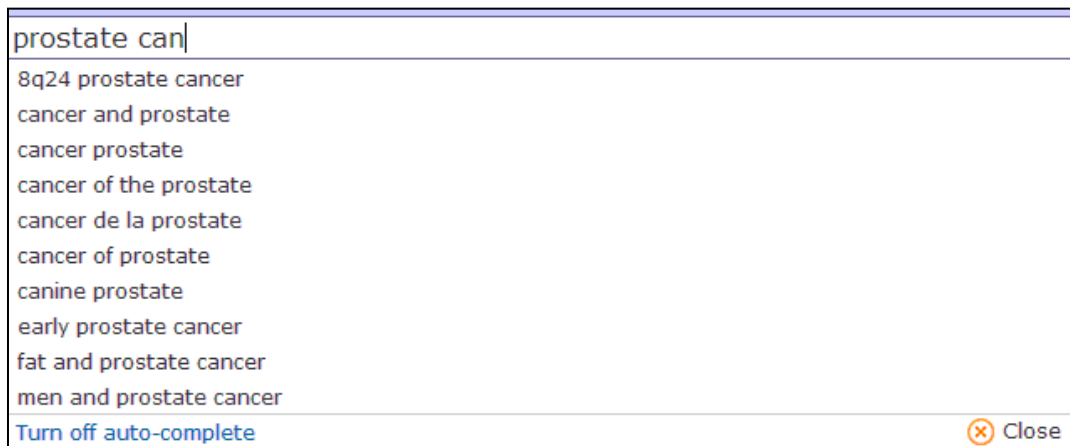 prostate can
8q24 prostate cancer
cancer and prostate
cancer prostate
cancer of the prostate
cancer de la prostate
cancer of prostate
canine prostate
early prostate cancer
fat and prostate cancer
men and prostate cancer
Turn off auto-complete Close